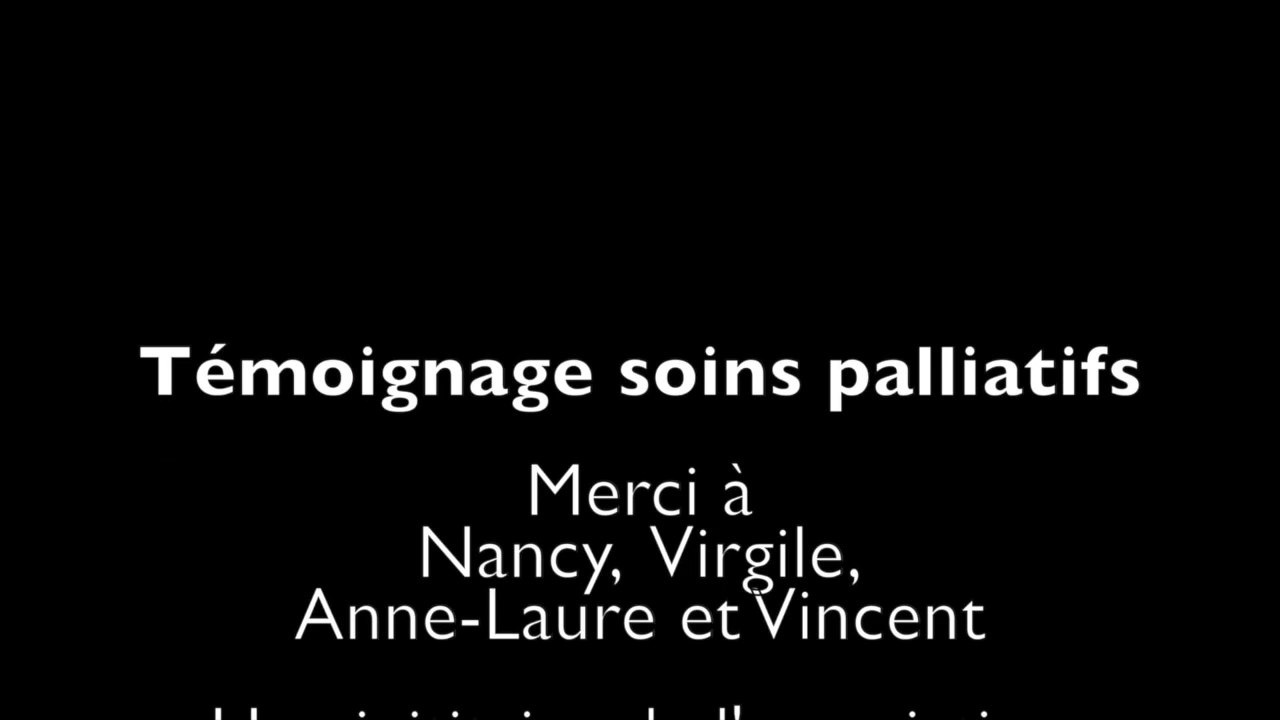 Témoignage soins palliatifs
Merci à
Nancy, Virgile,
Anne-Laure et Vincent